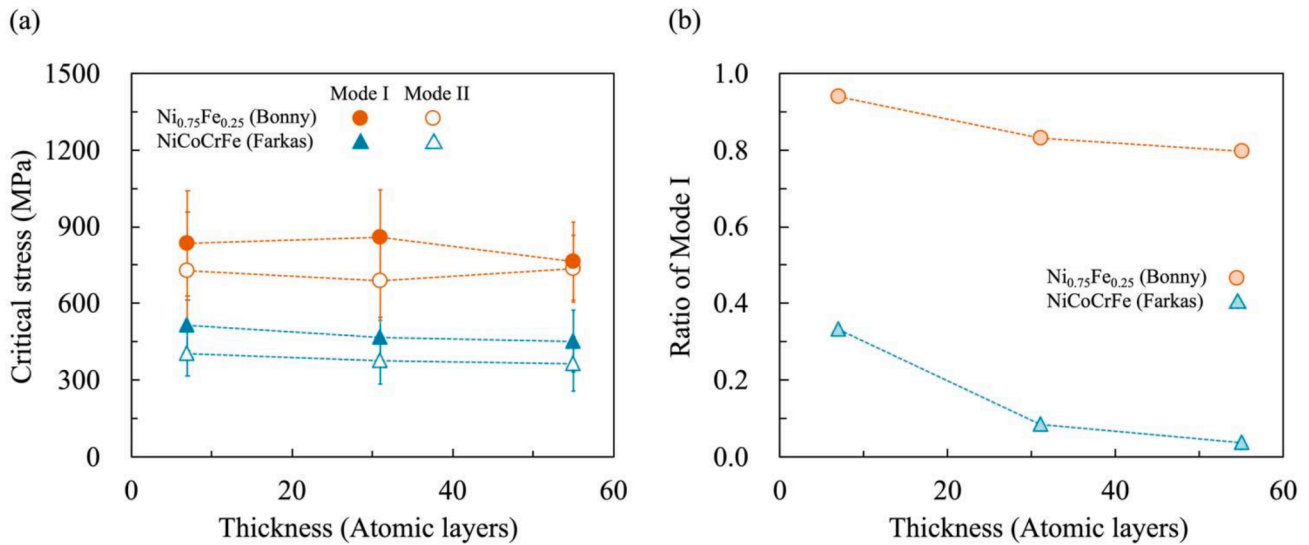 (a)
1500
1200
900
600
300
0
Critical stress (MPa)
Mode I Mode II
Ni0.75Fe0.25 (Bonny)
NiCoCrFe (Farkas)
0 20 40 60
Thickness (Atomic layers)
(b)
1.0
0.8
0.6
0.4
0.2
0.0
Ratio of Mode I
Ni0.75Fe0.25 (Bonny)
NiCoCrFe (Farkas)
0 20 40 60
Thickness (Atomic layers)